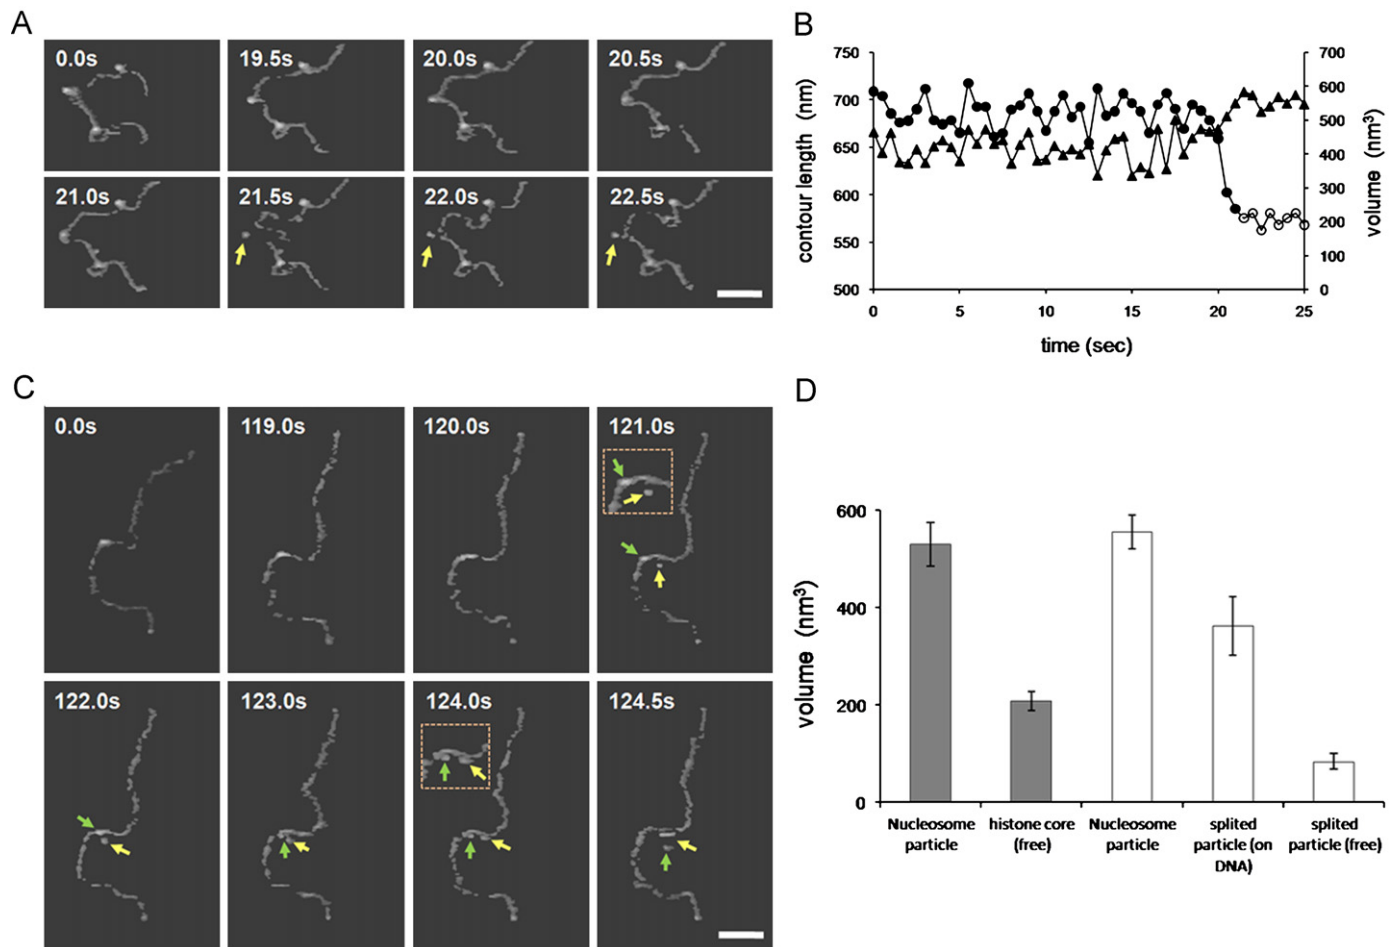 A
0.0s
19.5s
20.0s
20.5s
21.0s
21.5s
22.0s
22.5s
B
750
700
650
600
550
500
contour length (nm)
700
600
500
400
300
200
100
0
volume (nm³)
0
5
10
15
20
25
time (sec)
C
0.0s
119.0s
120.0s
121.0s
122.0s
123.0s
124.0s
124.5s
D
600
400
200
0
volume (nm³)
Nucleosome
particle
histone core
(free)
Nucleosome
particle
splited
particle (on
DNA)
splited
particle (free)